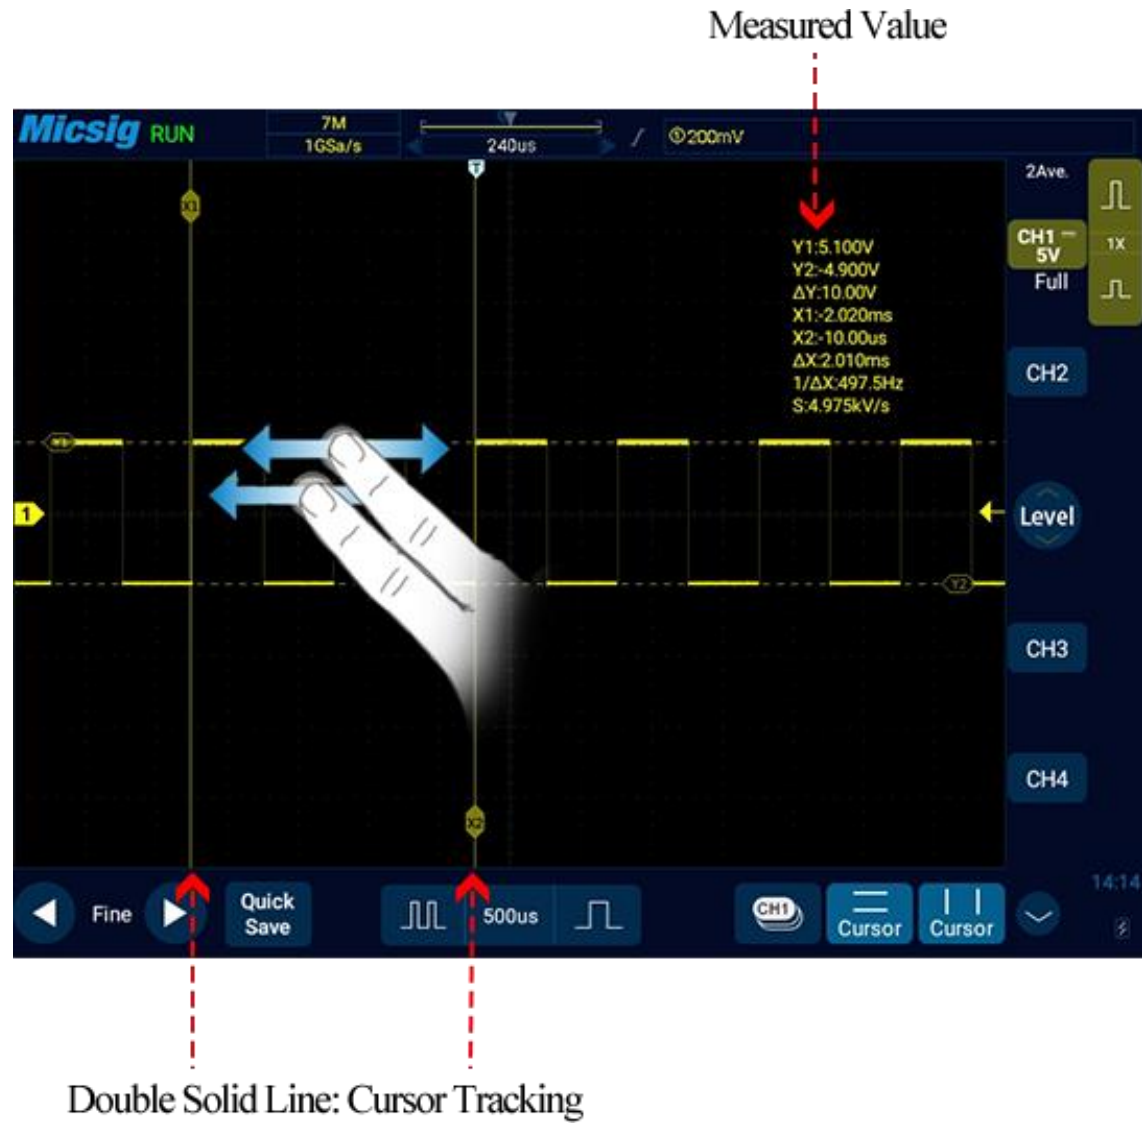 Measured Value
Micsig RUN
7M
1GSa/s
T
240us
①200mV
T
2Ave.
X1
Y1:5.100V
Y2:-4.900V
ΔY:10.00V
X1:-2.020ms
X2:-10.00us
ΔX:2.010ms
1/ΔX:497.5Hz
S:4.975kV/s
CH1
5V
Full
1X
CH2
Y1
1
Level
Y2
CH3
CH4
X2
14:14
Fine
Quick
Save
500us
CH1
Cursor
Cursor
Double Solid Line: Cursor Tracking